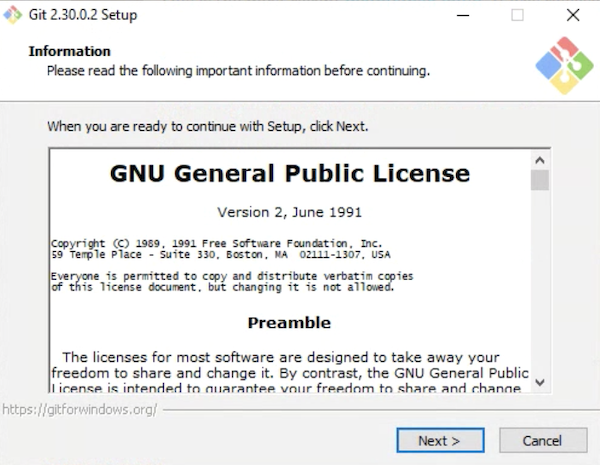 Git 2.30.0.2 Setup
Information
Please read the following important information before continuing.
When you are ready to continue with Setup, click Next.
GNU General Public License
Version 2, June 1991
Copyright (C) 1989, 1991 Free Software Foundation, Inc.
59 Temple Place - Suite 330, Boston, MA  02111-1307, USA
Everyone is permitted to copy and distribute verbatim copies
of this license document, but changing it is not allowed.
Preamble
The licenses for most software are designed to take away your
freedom to share and change it. By contrast, the GNU General Public
License is intended to guarantee your freedom to share and change
https://gitforwindows.org/
Next >
Cancel